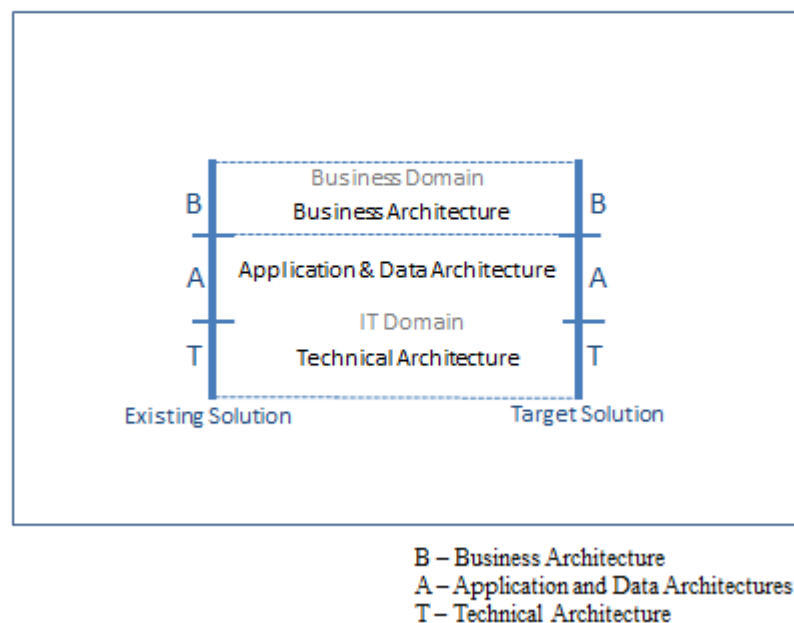 Business Domain
B Business Architecture B
A Application & Data Architecture A
IT Domain
T Technical Architecture T
Existing Solution Target Solution
B – Business Architecture
A – Application and Data Architectures
T – Technical Architecture